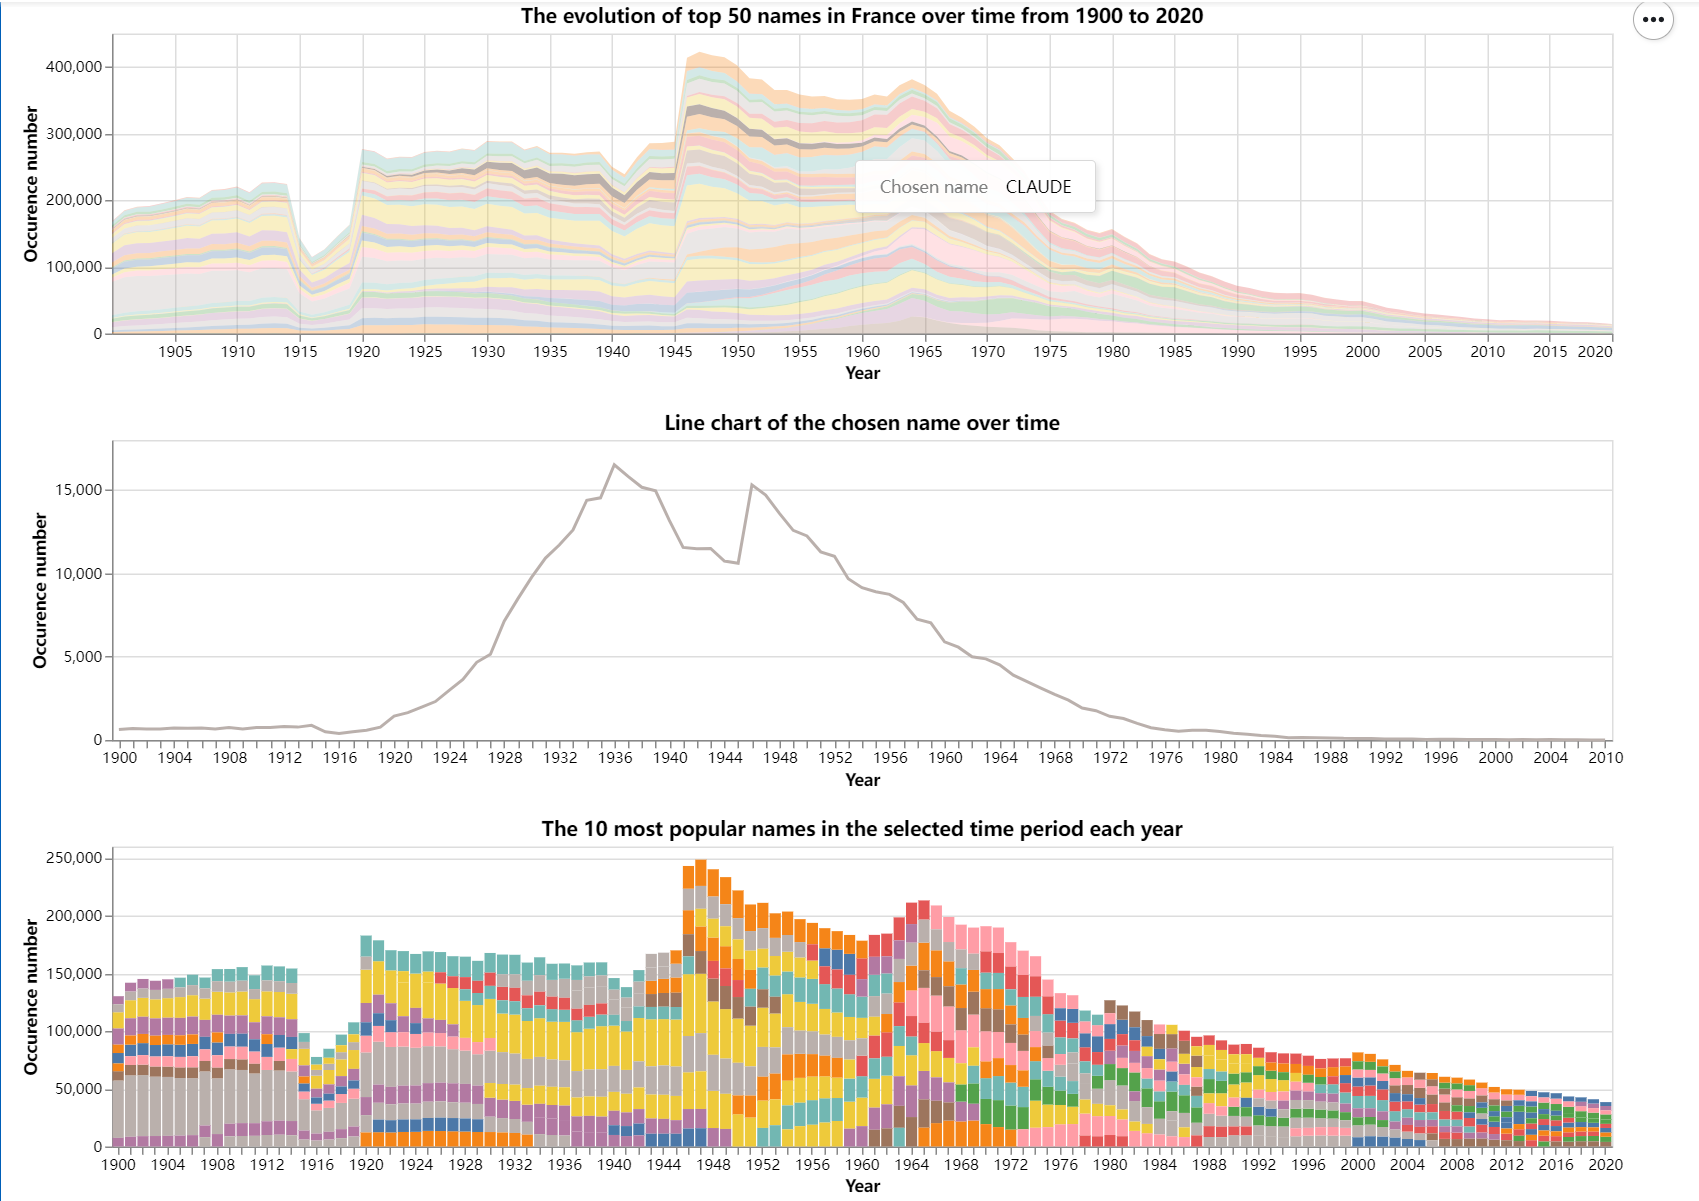 The evolution of top 50 names in France over time from 1900 to 2020
Occurence number
400,000
300,000
200,000
100,000
0
Chosen name CLAUDE
1905 1910 1915 1920 1925 1930 1935 1940 1945 1950 1955 1960 1965 1970 1975 1980 1985 1990 1995 2000 2005 2010 2015 2020
Year
Line chart of the chosen name over time
Occurence number
15,000
10,000
5,000
0
1900 1904 1908 1912 1916 1920 1924 1928 1932 1936 1940 1944 1948 1952 1956 1960 1964 1968 1972 1976 1980 1984 1988 1992 1996 2000 2004 2010
Year
The 10 most popular names in the selected time period each year
Occurence number
250,000
200,000
150,000
100,000
50,000
0
1900 1904 1908 1912 1916 1920 1924 1928 1932 1936 1940 1944 1948 1952 1956 1960 1964 1968 1972 1976 1980 1984 1988 1992 1996 2000 2004 2008 2012 2016 2020
Year